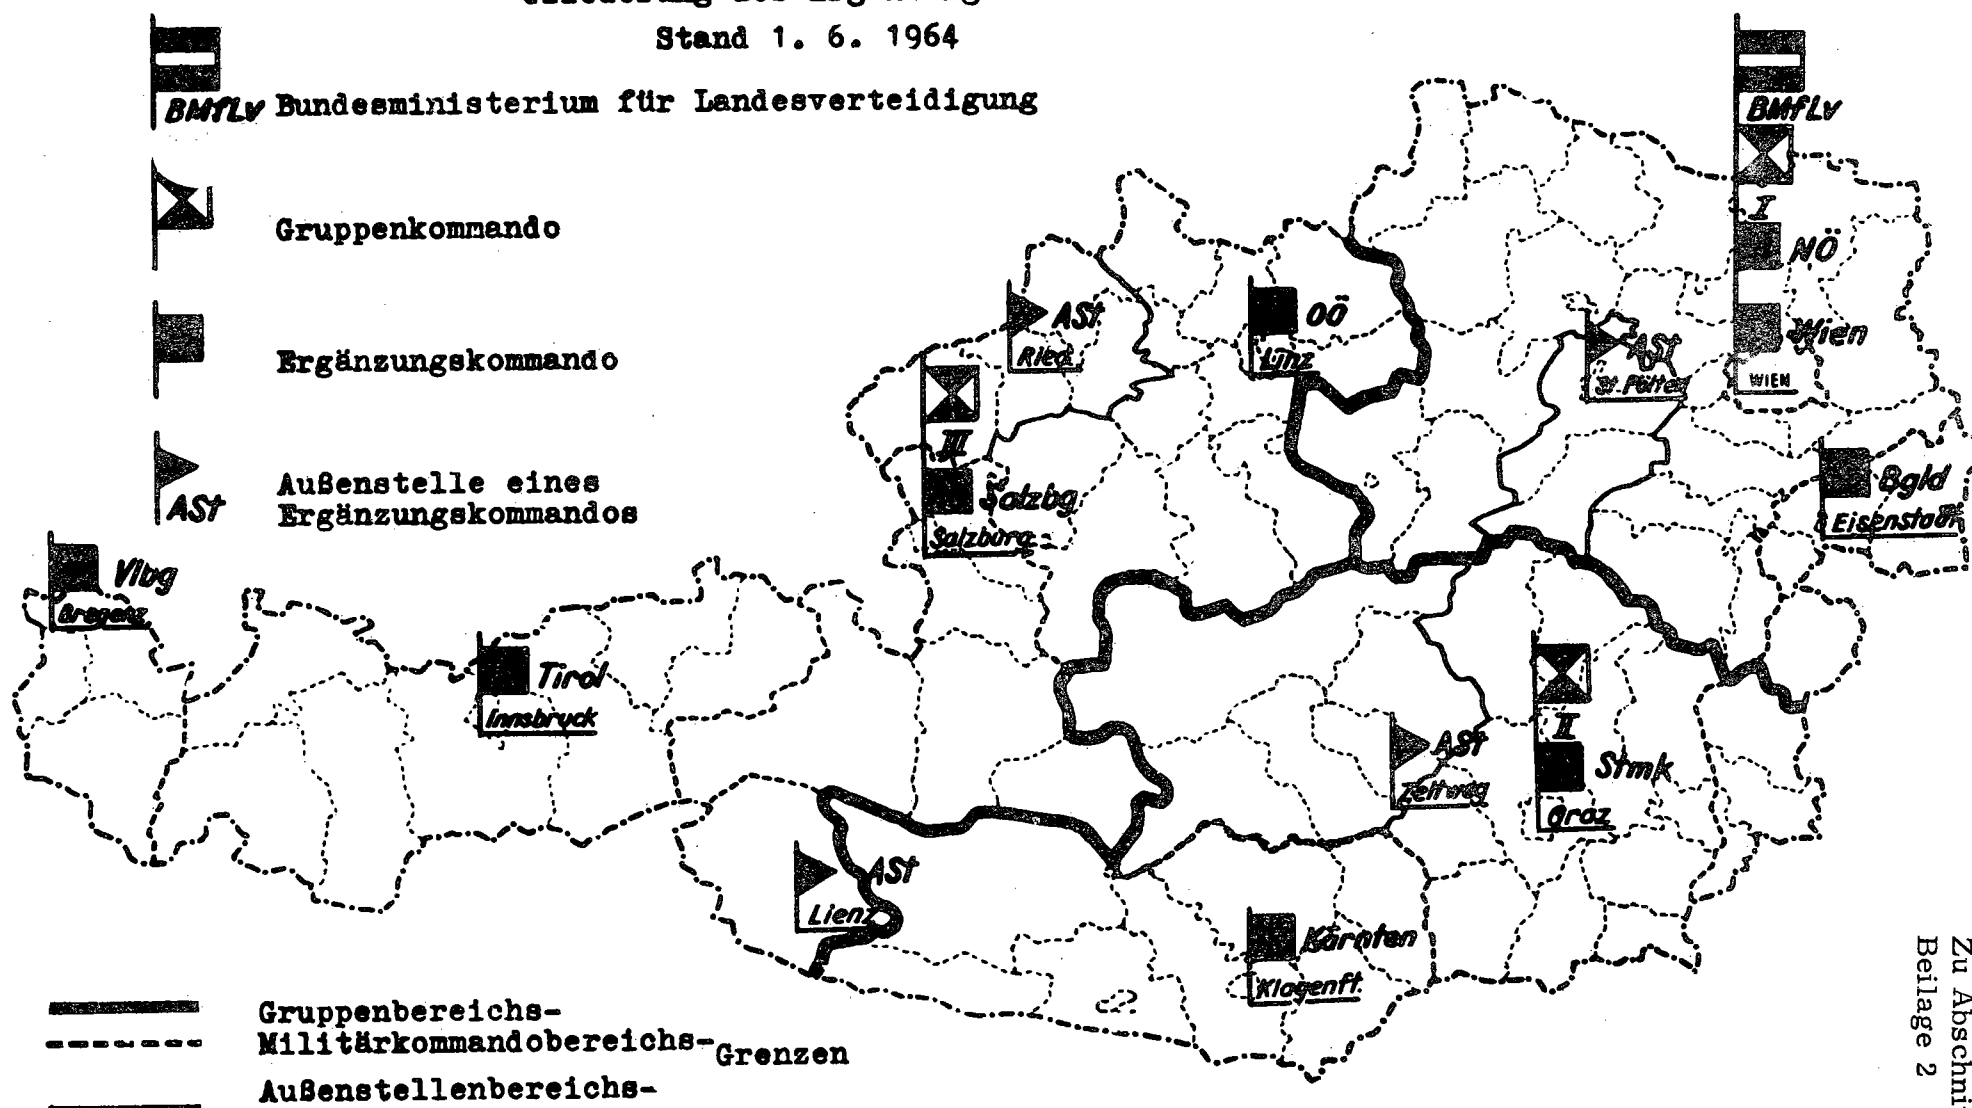 Stand 1. 6. 1964
BMfLv Bundesministerium für Landesverteidigung
Gruppenkommando
Ergänzungskommando
ASt
Außenstelle eines
Ergänzungskommandos
BMfLv
I
NÖ
Wien
WIEN
ASt
Ried
OÖ
Linz
ASt
St. Pölten
III
Salzbg
Salzburg
Bgld
Eisenstadt
Vlbg
Bregenz
Tirol
Innsbruck
ASt
Zeltweg
II
Stmk
Graz
ASt
Lienz
Kärnten
Klagenft.
Gruppenbereichs-
Militärkommandobereichs-Grenzen
Außenstellenbereichs-
Zu Abschni
Beilage 2